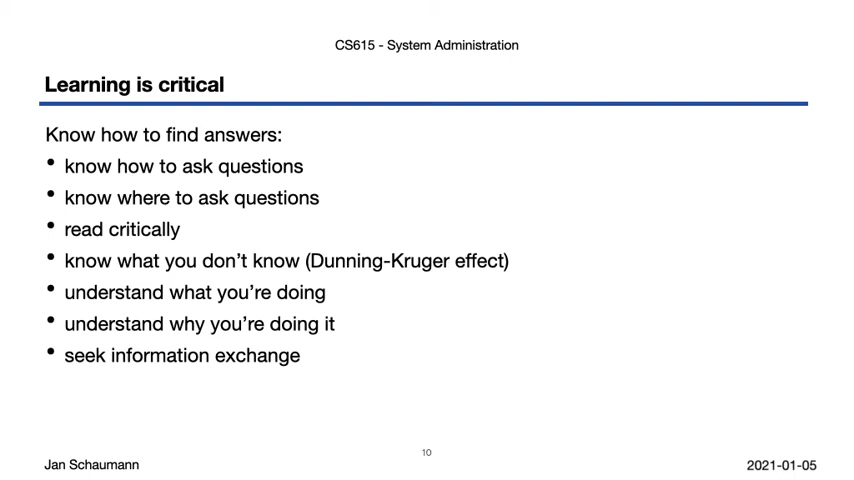 CS615 - System Administration
Learning is critical
Know how to find answers:
• know how to ask questions
• know where to ask questions
• read critically
• know what you don’t know (Dunning-Kruger effect)
• understand what you’re doing
• understand why you’re doing it
• seek information exchange
10
Jan Schaumann
2021-01-05